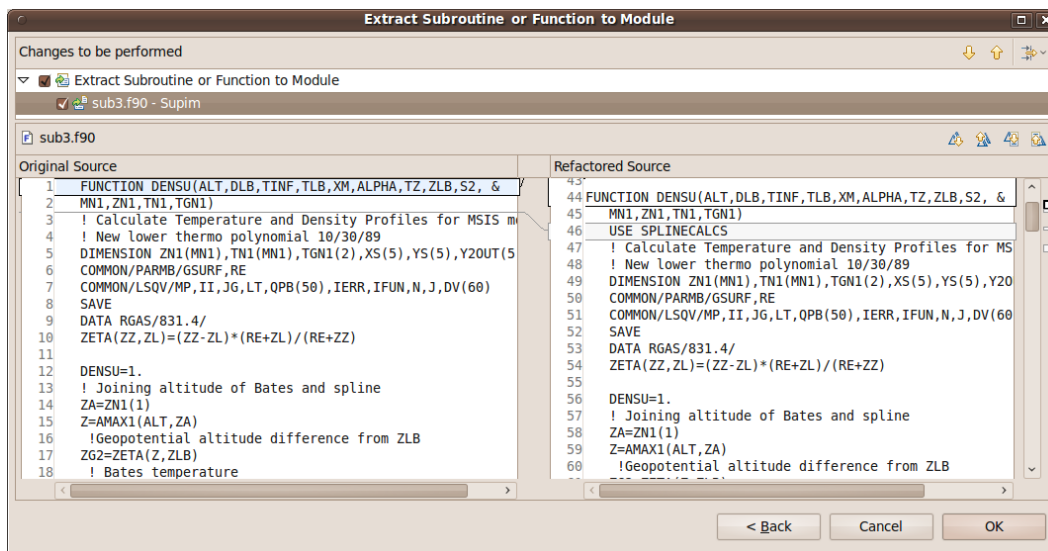 Extract Subroutine or Function to Module
Changes to be performed
Extract Subroutine or Function to Module
sub3.f90 - Supim
sub3.f90
Original Source
1 FUNCTION DENSU(ALT,DLB,TINF,TLB,XM,ALPHA,TZ,ZLB,S2, &
2 MN1,ZN1,TN1,TGN1)
3 ! Calculate Temperature and Density Profiles for MSIS m
4 ! New lower thermo polynomial 10/30/89
5 DIMENSION ZN1(MN1),TN1(MN1),TGN1(2),XS(5),YS(5),Y2OUT(5
6 COMMON/PARMB/GSURF,RE
7 COMMON/LSQV/MP,II,JG,LT,QPB(50),IERR,IFUN,N,J,DV(60)
8 SAVE
9 DATA RGAS/831.4/
10 ZETA(ZZ,ZL)=(ZZ-ZL)*(RE+ZL)/(RE+ZZ)
11
12 DENSU=1.
13 ! Joining altitude of Bates and spline
14 ZA=ZN1(1)
15 Z=AMAX1(ALT,ZA)
16 !Geopotential altitude difference from ZLB
17 ZG2=ZETA(Z,ZLB)
18 ! Bates temperature
Refactored Source
43
44 FUNCTION DENSU(ALT,DLB,TINF,TLB,XM,ALPHA,TZ,ZLB,S2, &
45 MN1,ZN1,TN1,TGN1)
46 USE SPLINECALCS
47 ! Calculate Temperature and Density Profiles for MS
48 ! New lower thermo polynomial 10/30/89
49 DIMENSION ZN1(MN1),TN1(MN1),TGN1(2),XS(5),YS(5),Y2O
50 COMMON/PARMB/GSURF,RE
51 COMMON/LSQV/MP,II,JG,LT,QPB(50),IERR,IFUN,N,J,DV(60
52 SAVE
53 DATA RGAS/831.4/
54 ZETA(ZZ,ZL)=(ZZ-ZL)*(RE+ZL)/(RE+ZZ)
55
56 DENSU=1.
57 ! Joining altitude of Bates and spline
58 ZA=ZN1(1)
59 Z=AMAX1(ALT,ZA)
60 !Geopotential altitude difference from ZLB
< Back
Cancel
OK